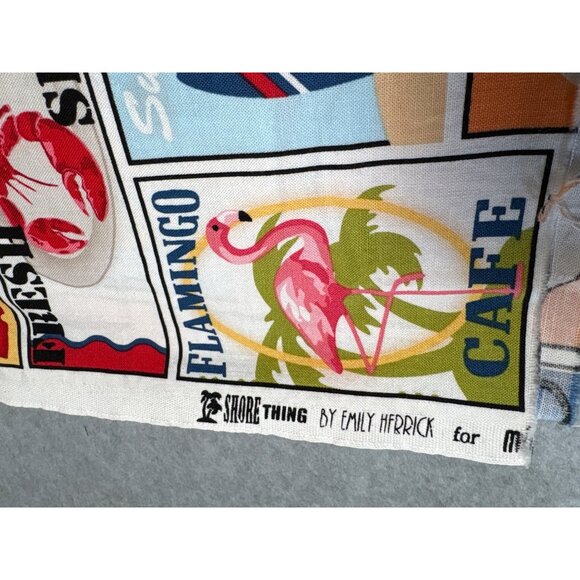 FLAMINGO
CAFE
FRESH
SHORE THING BY EMILY HERRICK for m